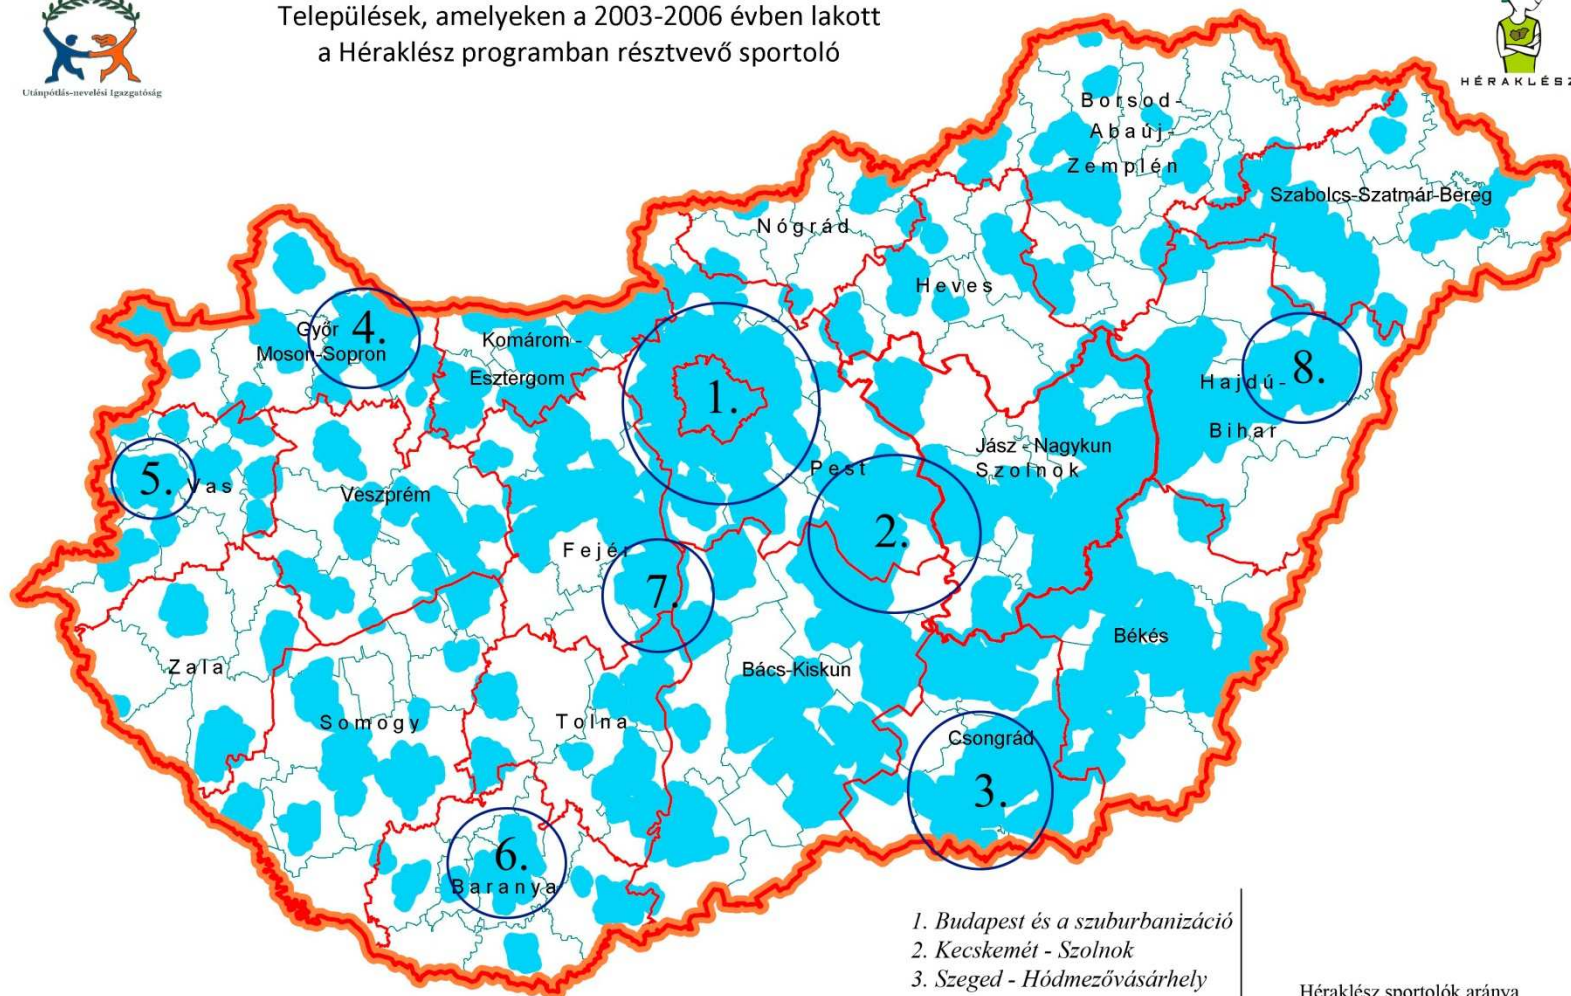 Települések, amelyeken a 2003-2006 évben lakott
a Héraklész programban résztvevő sportoló
Utánpótlás-nevelési Igazgatóság
HÉRAKLÉSZ
Borsod-
Abaúj-
Zemplén
Szabolcs-Szatmár-Bereg
Nógrád
Heves
Győr
Moson-Sopron
4.
Komárom -
Esztergom
1.
Hajdú-
8.
Bihar
Jász - Nagykun
Szolnok
Pest
5.
Vas
Veszprém
2.
Fejér
7.
Békés
Zala
Bács-Kiskun
Somogy
Tolna
Csongrád
3.
6.
Baranya
1. Budapest és a szuburbanizáció
2. Kecskemét - Szolnok
3. Szeged - Hódmezővásárhely
Héraklész sportolók aránya